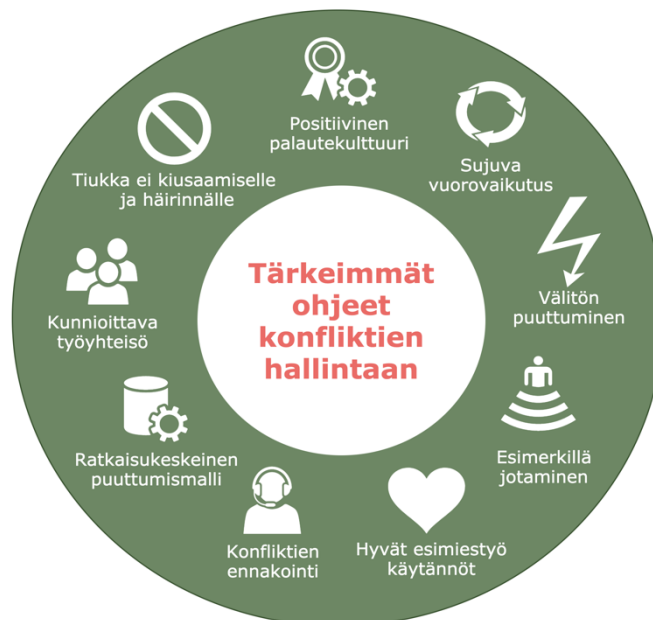 Positiivinen
palautekulttuuri
Sujuva
vuorovaikutus
Välitön
puuttuminen
Esimerkillä
jotaminen
Hyvät esimiestyö
käytännöt
Konfliktien
ennakointi
Ratkaisukeskeinen
puuttumismalli
Kunnioittava
työyhteisö
Tiukka ei kiusaamiselle
ja häirinnälle
Tärkeimmät
ohjeet
konfliktien
hallintaan